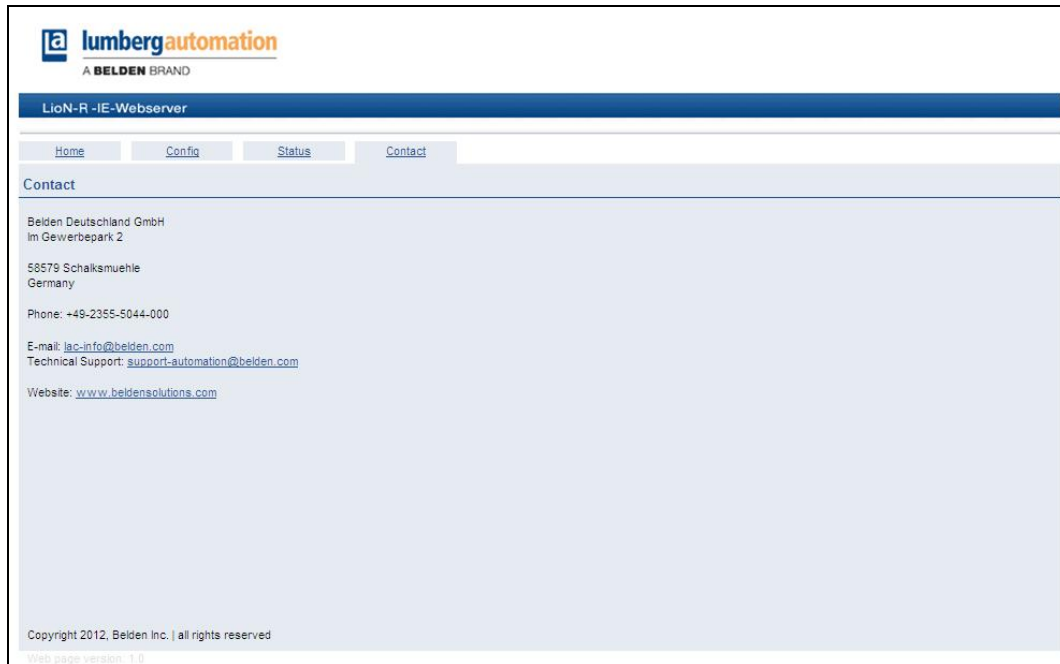 lumbergautomation
A BELDEN BRAND
LioN-R -IE-Webserver
Home Config Status Contact
Contact
Belden Deutschland GmbH
Im Gewerbepark 2
58579 Schalksmuehle
Germany
Phone: +49-2355-5044-000
E-mail: lac-info@belden.com
Technical Support: support-automation@belden.com
Website: www.beldensolutions.com
Copyright 2012, Belden Inc. | all rights reserved
Web page version: 1.0